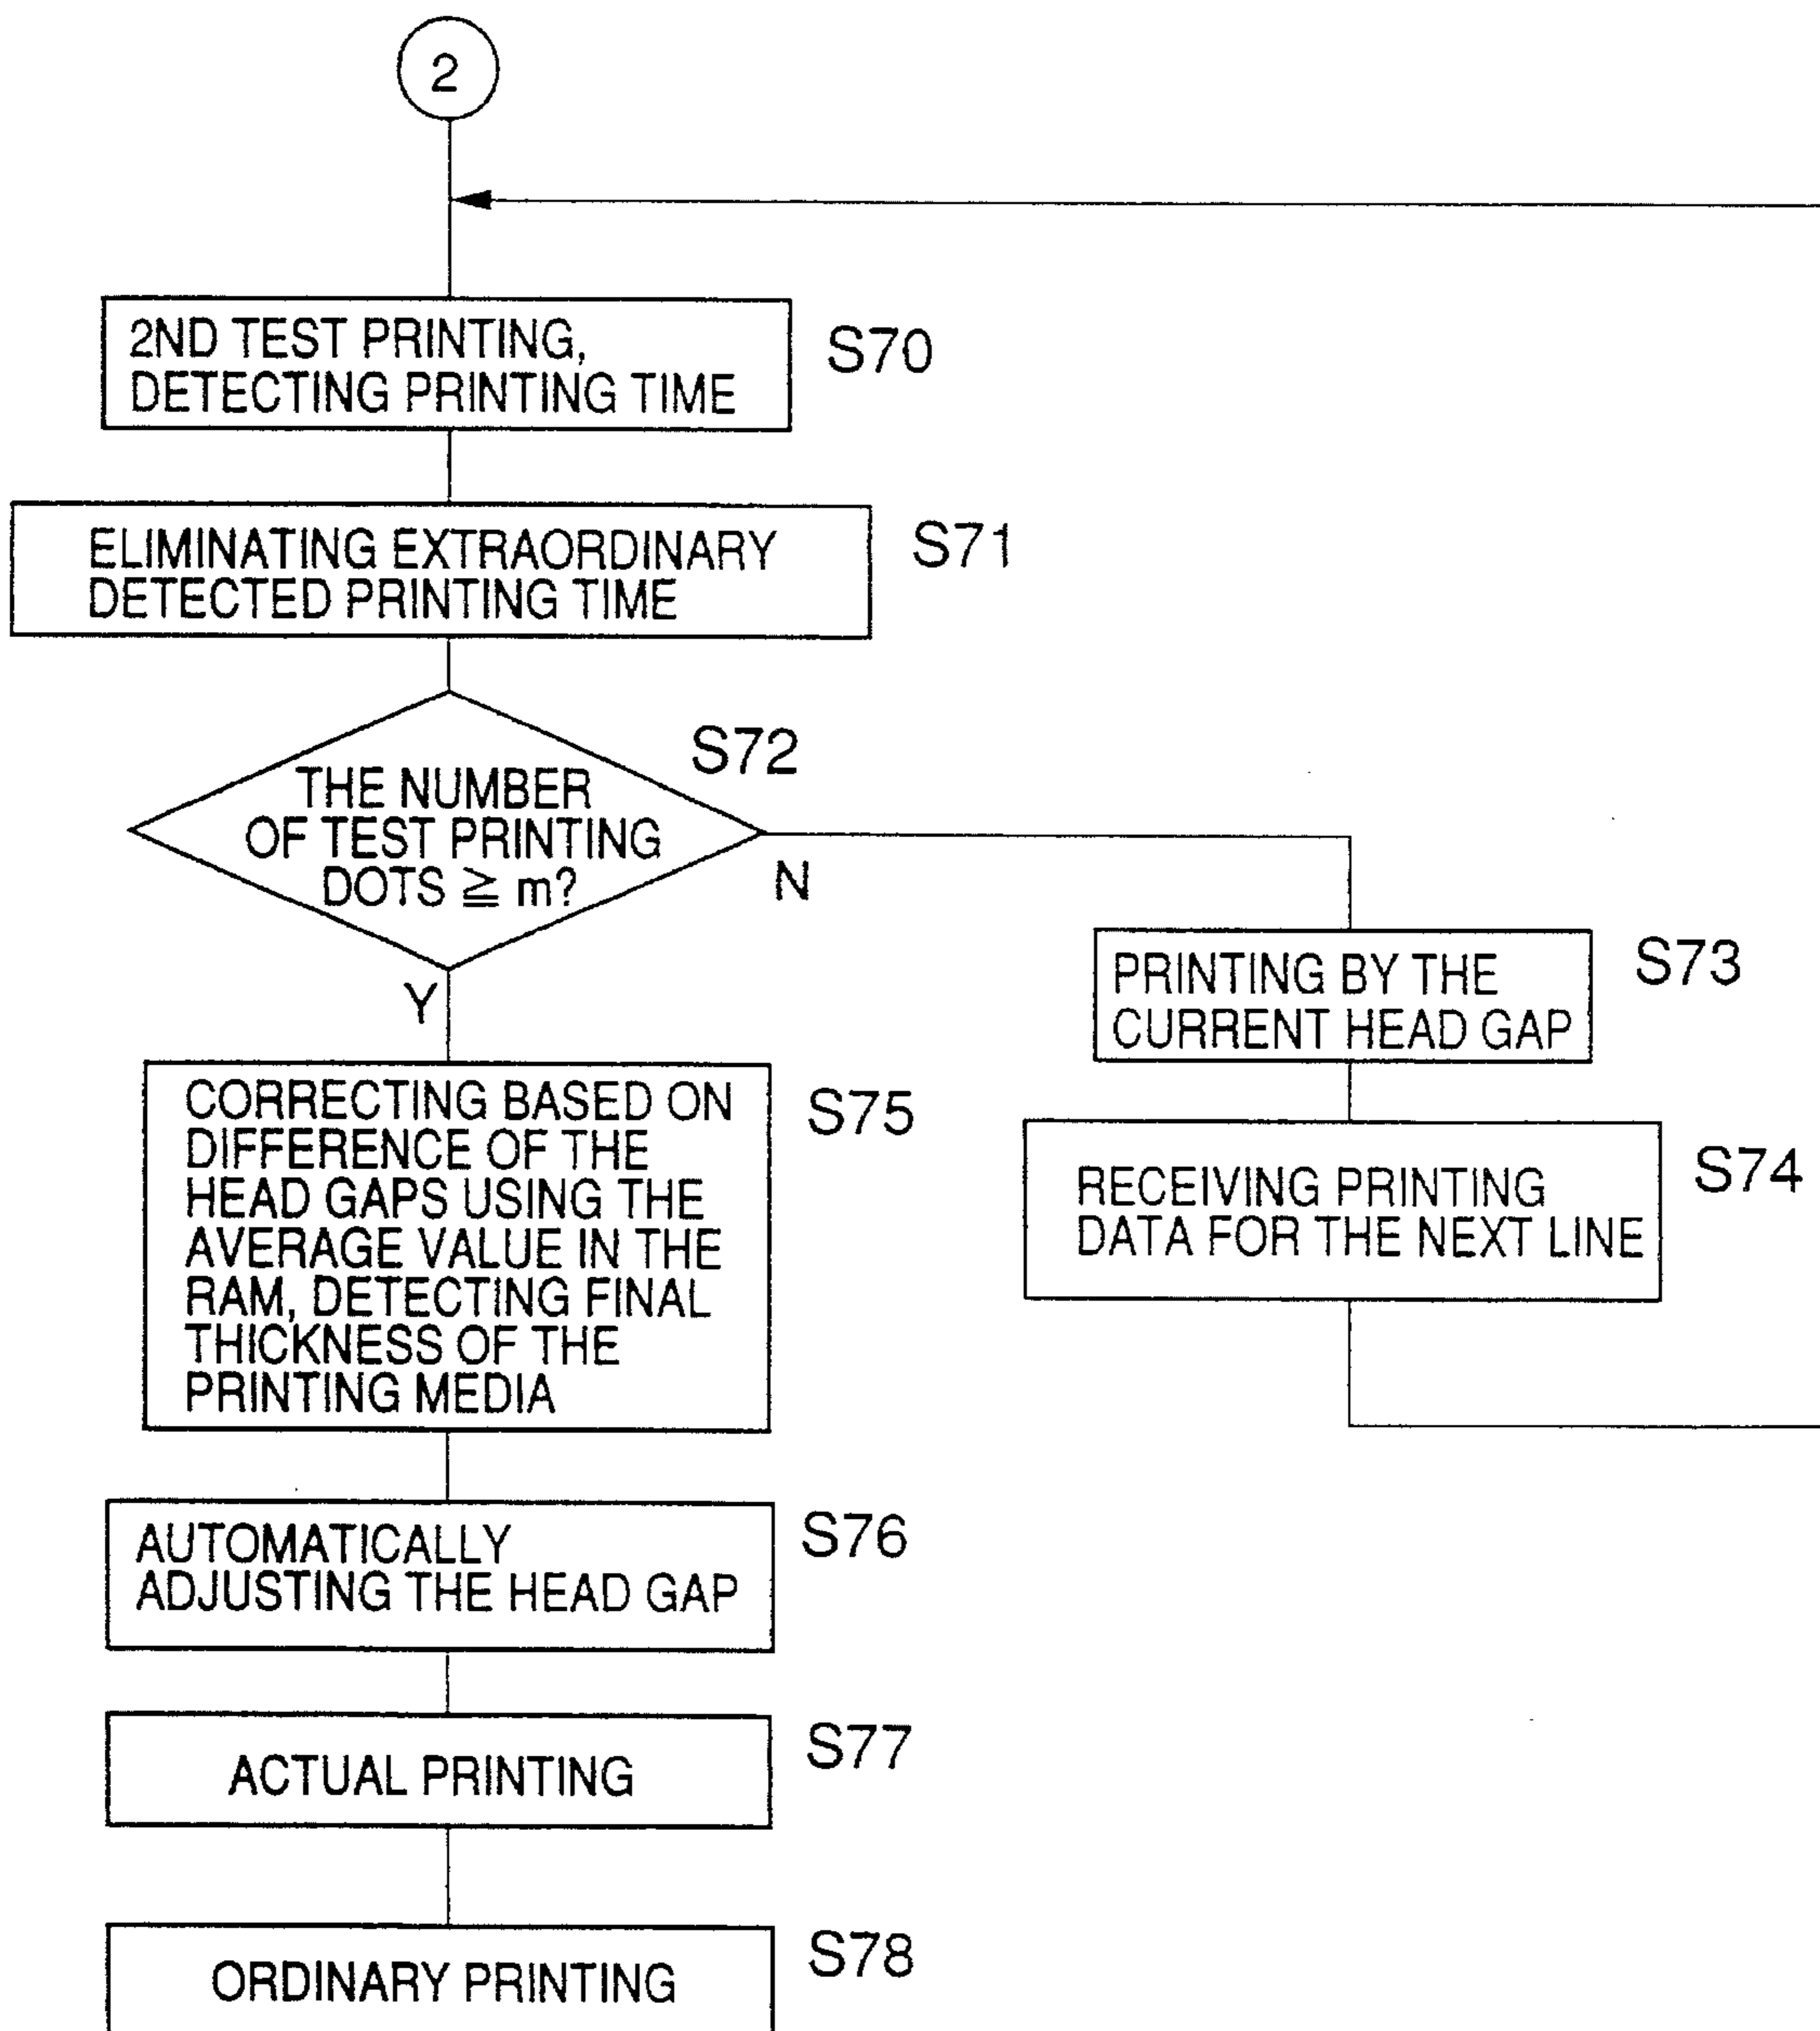 2
2ND TEST PRINTING,
DETECTING PRINTING TIME
S70
ELIMINATING EXTRAORDINARY
DETECTED PRINTING TIME
S71
THE NUMBER
OF TEST PRINTING
DOTS ≧ m?
S72
N
Y
PRINTING BY THE
CURRENT HEAD GAP
S73
RECEIVING PRINTING
DATA FOR THE NEXT LINE
S74
CORRECTING BASED ON
DIFFERENCE OF THE
HEAD GAPS USING THE
AVERAGE VALUE IN THE
RAM, DETECTING FINAL
THICKNESS OF THE
PRINTING MEDIA
S75
AUTOMATICALLY
ADJUSTING THE HEAD GAP
S76
ACTUAL PRINTING
S77
ORDINARY PRINTING
S78